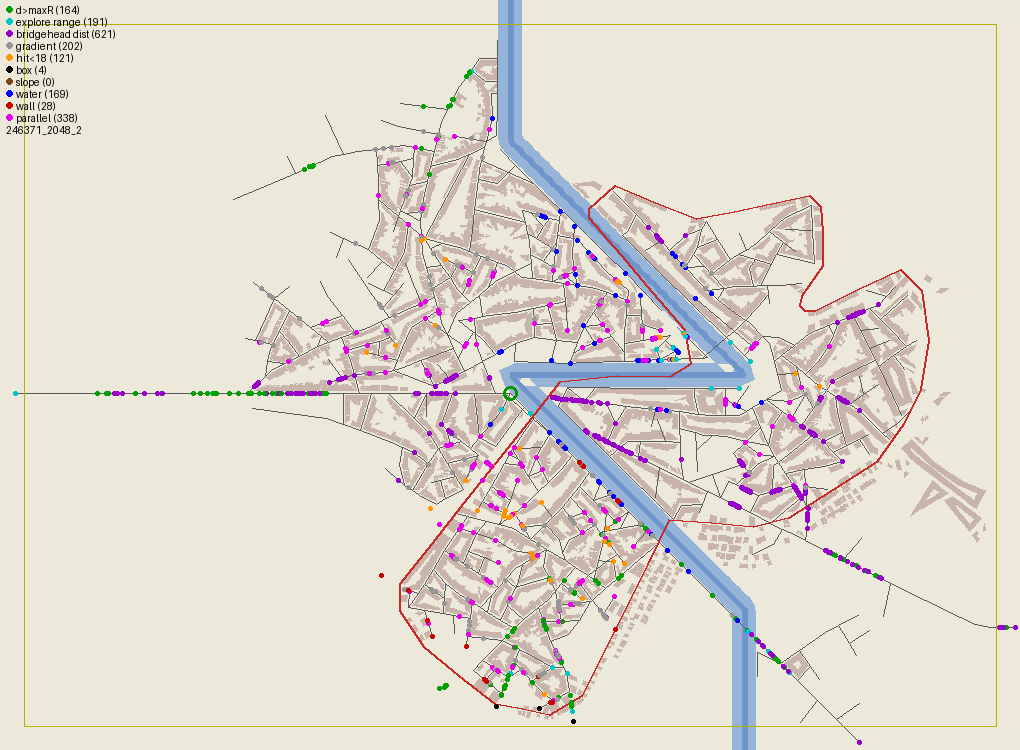 d>maxR (164)
explore range (191)
bridgehead dist (621)
gradient (202)
hit<18 (121)
box (4)
slope (0)
water (169)
wall (28)
parallel (338)
246371_2048_2